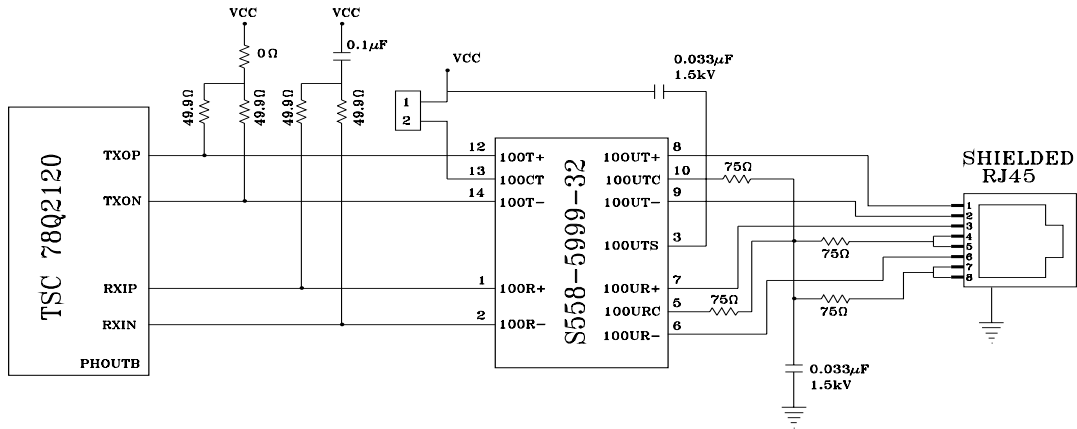 VCC
VCC
0Ω
0.1µF
VCC
0.033µF
1.5kV
49.9Ω
49.9Ω
49.9Ω
49.9Ω
1
2
TSC 78Q2120
TXOP
TXON
RXIP
RXIN
PHOUTB
12
13
14
1
2
S558-5999-32
100T+
100CT
100T-
100R+
100R-
100UT+
100UTC
100UT-
100UTS
100UR+
100URC
100UR-
8
10
9
3
7
5
6
75Ω
75Ω
75Ω
75Ω
0.033µF
1.5kV
SHIELDED
RJ45
1
2
3
4
5
6
7
8